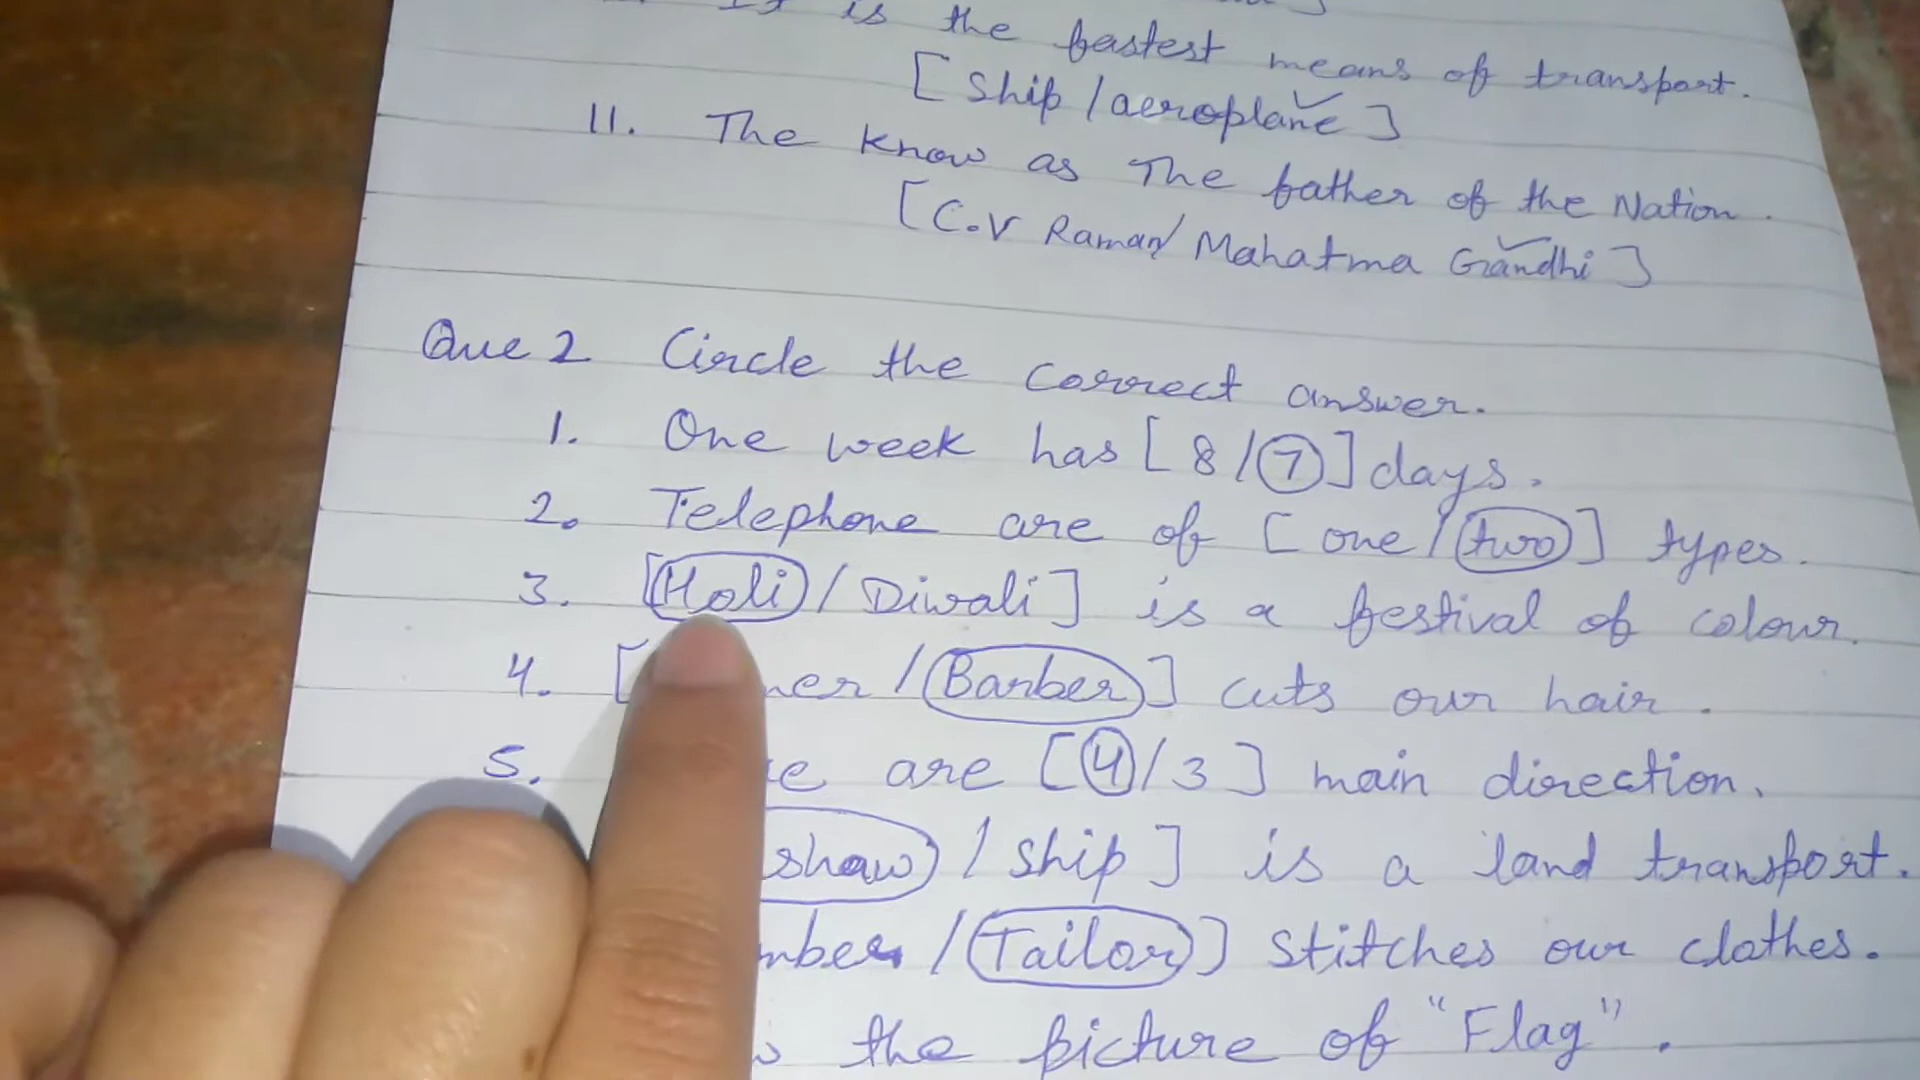 It is the fastest means of transport.
[Ship / aeroplane]
11. The know as The father of the Nation.
[C.V Raman / Mahatma Gandhi]
Que 2 Circle the correct answer.
1. One week has [8/7] days.
2. Telephone are of [one/two] types.
3. [Holi / Diwali] is a festival of colour.
4. [ / Barber] cuts our hair.
5. are [4/3] main direction.
/ Ship] is a land transport.
/ Tailor] stitches our clothes.
the picture of "Flag".